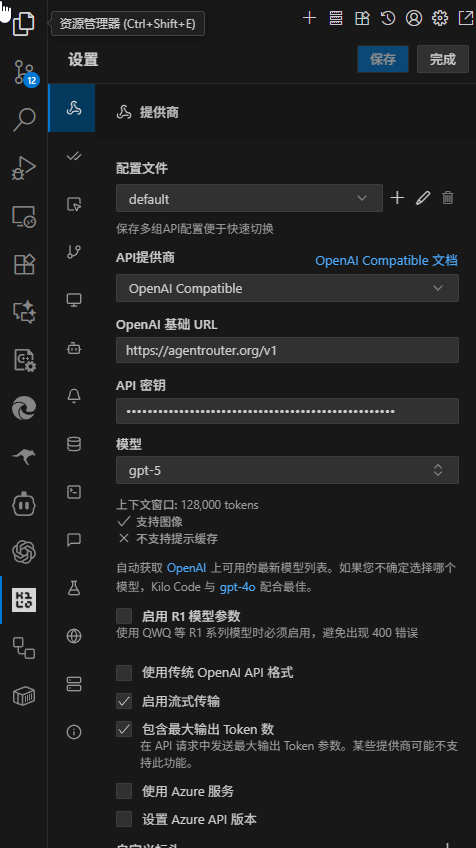 资源管理器 (Ctrl+Shift+E)
12
设置
保存
完成
提供商
配置文件
default
保存多组API配置便于快速切换
API提供商
OpenAI Compatible 文档
OpenAI Compatible
OpenAI 基础 URL
https://agentrouter.org/v1
API 密钥
模型
gpt-5
上下文窗口: 128,000 tokens
支持图像
不支持提示缓存
自动获取 OpenAI 上可用的最新模型列表。如果您不确定选择哪个
模型，Kilo Code 与 gpt-4o 配合最佳。
启用 R1 模型参数
使用 QWQ 等 R1 系列模型时必须启用，避免出现 400 错误
使用传统 OpenAI API 格式
启用流式传输
包含最大输出 Token 数
在 API 请求中发送最大输出 Token 参数。某些提供商可能不支
持此功能。
使用 Azure 服务
设置 Azure API 版本
自定义标头